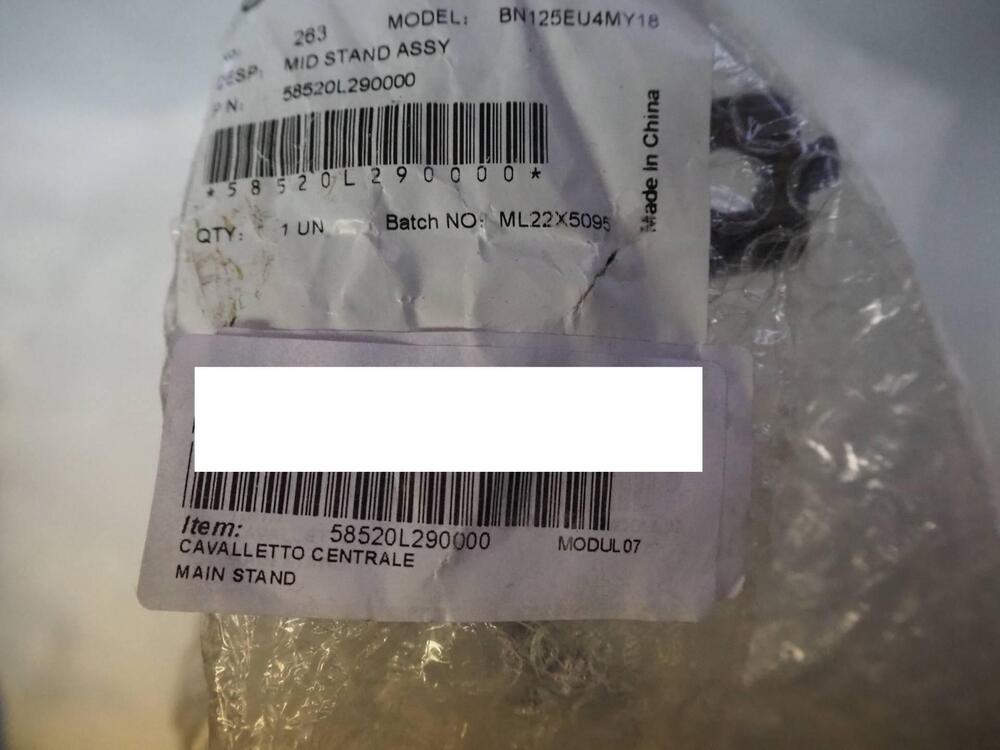 263 MODEL: BN125EU4MY18
DESP: MID STAND ASSY
P N: 58520L290000
*58520L290000*
QTY: 1 UN Batch NO: ML22X5095
Made In China
Item: 58520L290000 MODUL07
CAVALLETTO CENTRALE
MAIN STAND